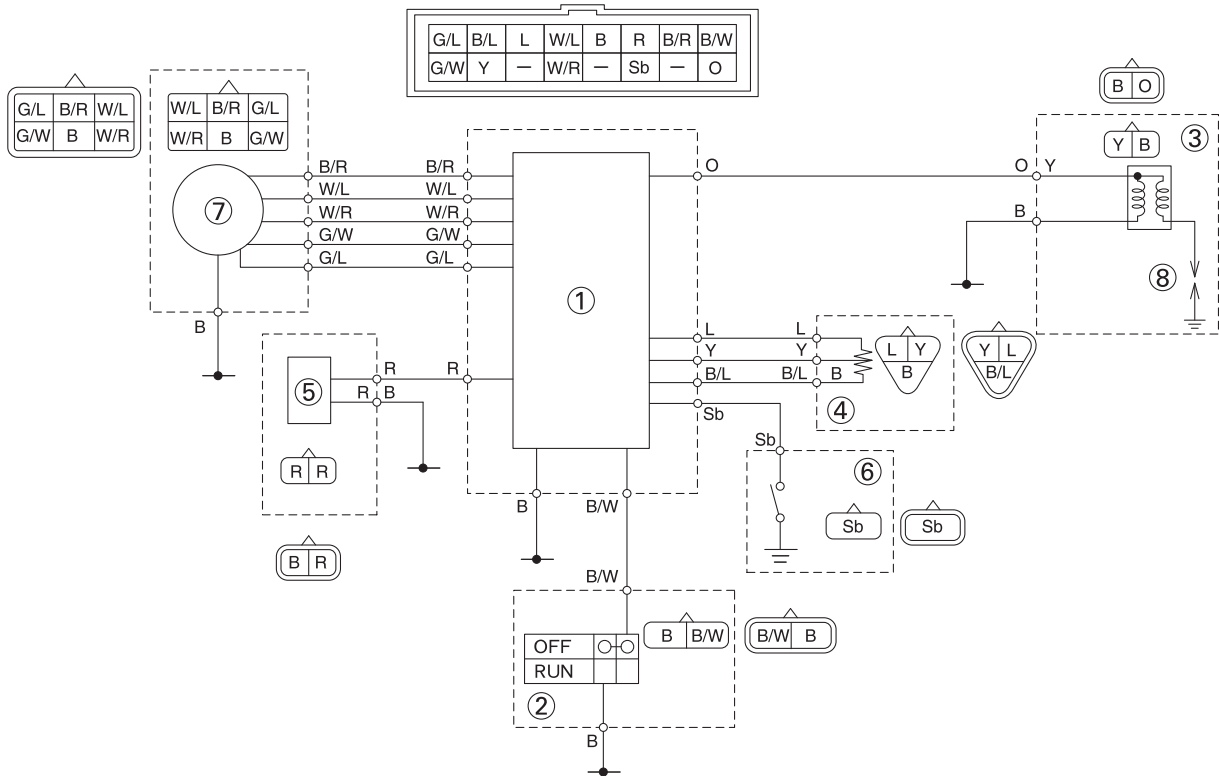 G/L B/L L W/L B R B/R B/W
G/W Y – W/R – Sb – O
G/L B/R W/L
G/W B W/R
W/L B/R G/L
W/R B G/W
B O
Y B
3
B/R B/R
W/L W/L
W/R W/R
G/W G/W
G/L G/L
7
B
1
O O Y
B
8
L L
Y Y
B/L B/L B
Sb
4
L Y
B
Y L
B/L
R R
R B
5
R R
B R
Sb
6
Sb
Sb
B B/W
B/W
OFF
RUN
2
B B/W
B/W B
B